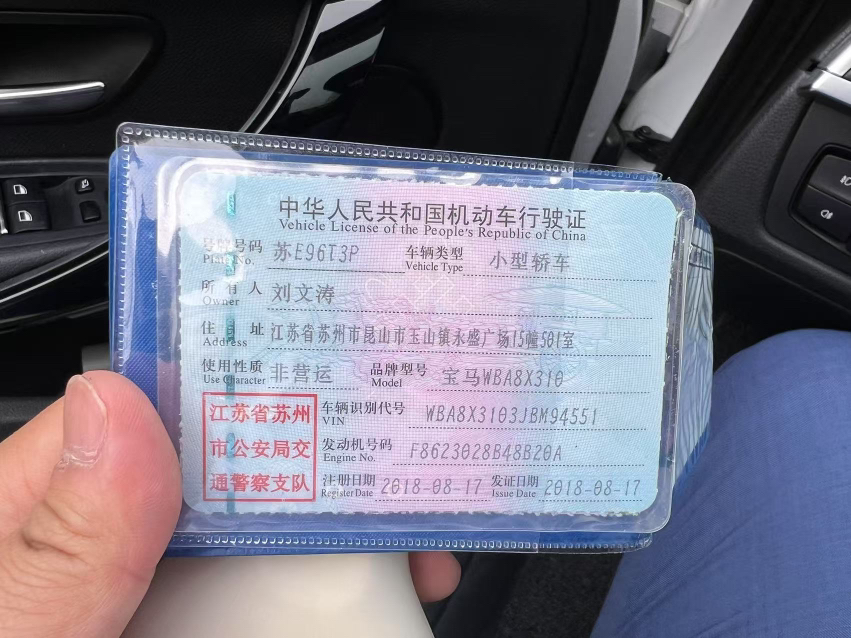 中华人民共和国机动车行驶证
Vehicle License of the People's Republic of China
号牌号码 苏E96T3P 车辆类型 小型轿车
Plate No. Vehicle Type
所有人 刘文涛
Owner
住 址 江苏省苏州市昆山市玉山镇永盛广场15幢501室
Address
使用性质 非营运 品牌型号 宝马WBA8X310
Use Character Model
江苏省苏州 车辆识别代号 WBA8X3103JBM94551
VIN
市公安局交 发动机号码 F8623028B48B20A
Engine No.
通警察支队 注册日期 2018-08-17 发证日期 2018-08-17
Register Date Issue Date